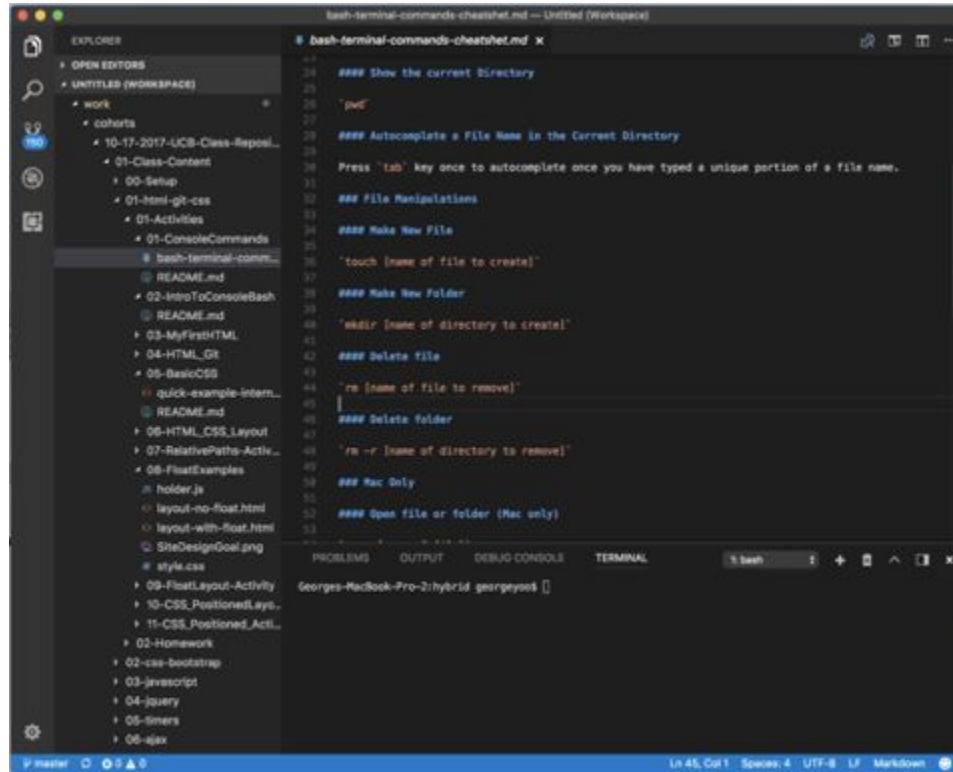 bash-terminal-commands-cheatshet.md — Untitled (Workspace)
EXPLORER
OPEN EDITORS
UNTITLED (WORKSPACE)
work
cohorts
10-17-2017-UCB-Class-Reposi...
01-Class-Content
00-Setup
01-html-git-css
01-Activities
01-ConsoleCommands
bash-terminal-comm...
README.md
02-IntroToConsoleBash
README.md
03-MyFirstHTML
04-HTML_Git
05-BasicCSS
quick-example-intern...
README.md
06-HTML_CSS_Layout
07-RelativePaths-Activ...
08-FloatExamples
holder.js
layout-no-float.html
layout-with-float.html
SiteDesignGoal.png
style.css
09-FloatLayout-Activity
10-CSS_PositionedLayo...
11-CSS_Positioned_Acti...
02-Homework
02-css-bootstrap
03-javascript
04-jquery
05-timers
06-ajax
bash-terminal-commands-cheatshet.md ×
24 #### Show the current Directory
25
26 `pwd`
27
28 #### Autocomplete a File Name in the Current Directory
29
30 Press `tab` key once to autocomplete once you have typed a unique portion of a file name.
31
32 ### File Manipulations
33
34 #### Make New File
35
36 `touch [name of file to create]`
37
38 #### Make New Folder
39
40 `mkdir [name of directory to create]`
41
42 #### Delete file
43
44 `rm [name of file to remove]`
45
46 #### Delete folder
47
48 `rm -r [name of directory to remove]`
49
50 ### Mac Only
51
52 #### Open file or folder (Mac only)
53
PROBLEMS OUTPUT DEBUG CONSOLE TERMINAL 1: bash
Georges-MacBook-Pro-2:hybrid georgeyoo$
master 0 0 Ln 45, Col 1 Spaces: 4 UTF-8 LF Markdown